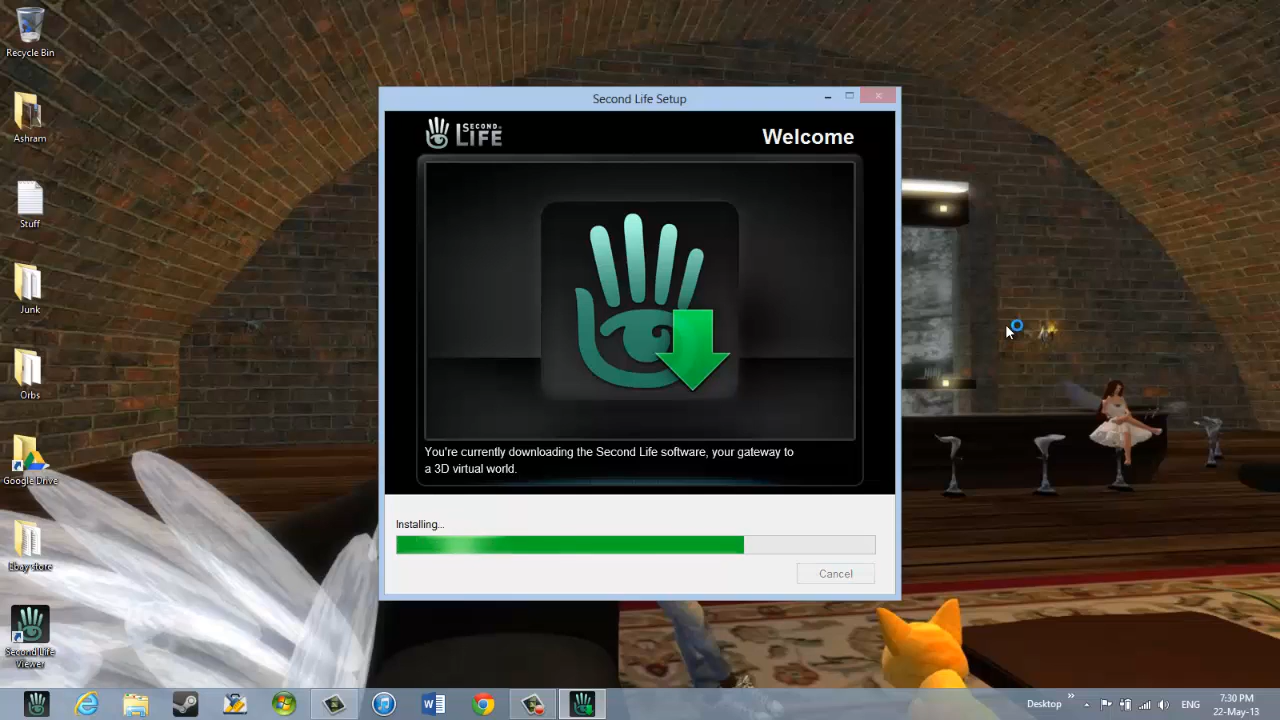 Recycle Bin
Ashram
Stuff
Junk
Orbs
Google Drive
Ebay store
Second Life
Viewer
Second Life Setup
SECOND
LIFE
Welcome
You're currently downloading the Second Life software, your gateway to
a 3D virtual world.
Installing...
Cancel
Desktop
ENG
7:30 PM
22-May-13